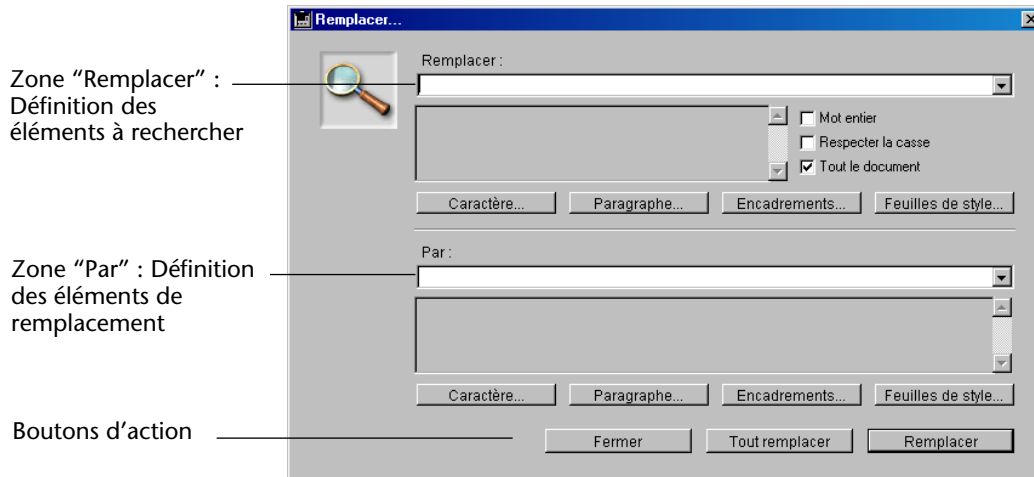 Remplacer...
Zone “Remplacer” :
Définition des
éléments à rechercher
Remplacer :
Mot entier
Respecter la casse
Tout le document
Caractère... Paragraphe... Encadrements... Feuilles de style...
Zone “Par” : Définition
des éléments de
remplacement
Par :
Caractère... Paragraphe... Encadrements... Feuilles de style...
Boutons d’action
Fermer Tout remplacer Remplacer